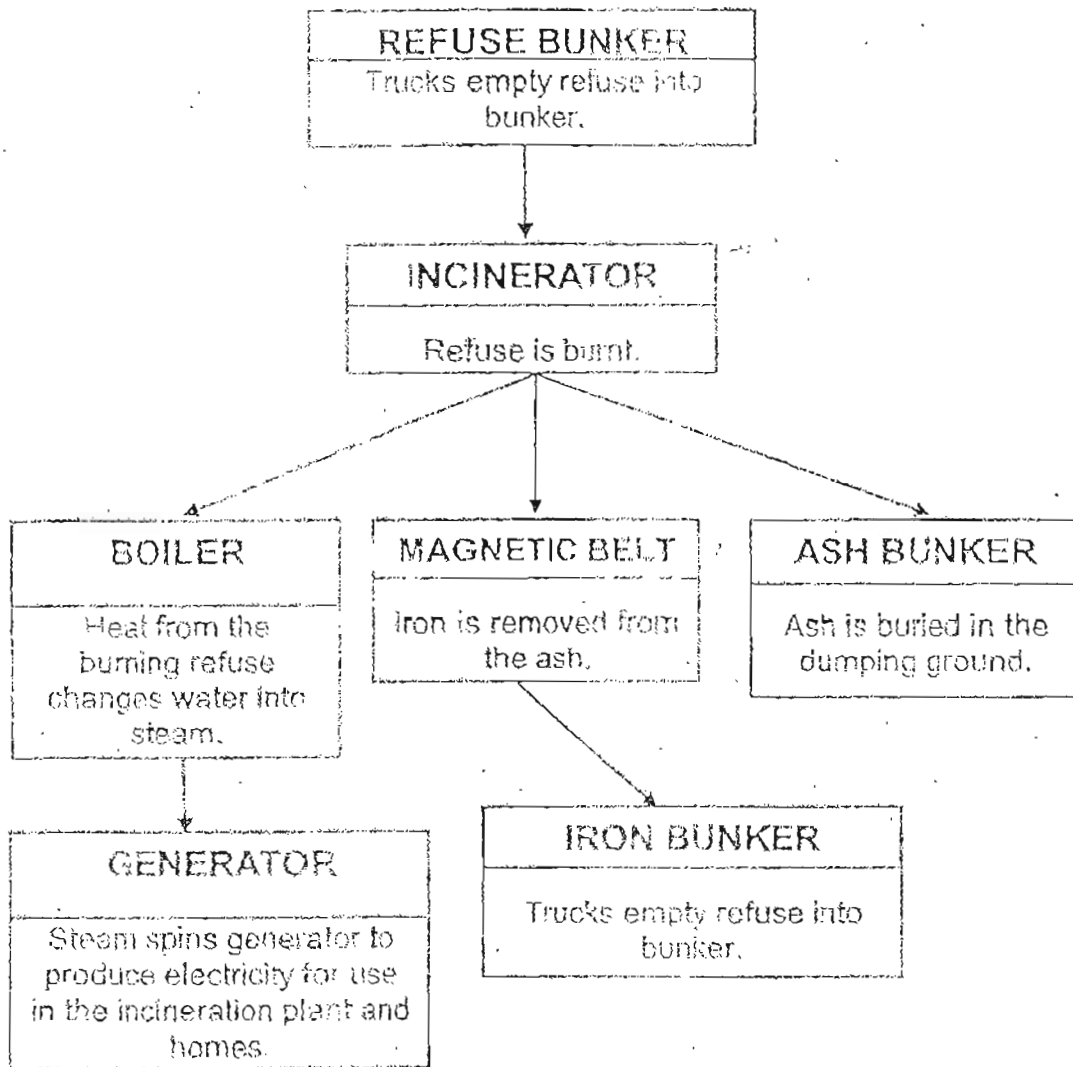 REFUSE BUNKER
Trucks empty refuse into
bunker.
INCINERATOR
Refuse is burnt.
BOILER
Heat from the
burning refuse
changes water into
steam.
MAGNETIC BELT
Iron is removed from
the ash.
ASH BUNKER
Ash is buried in the
dumping ground.
GENERATOR
Steam spins generator to
produce electricity for use
in the incineration plant and
homes.
IRON BUNKER
Trucks empty refuse into
bunker.